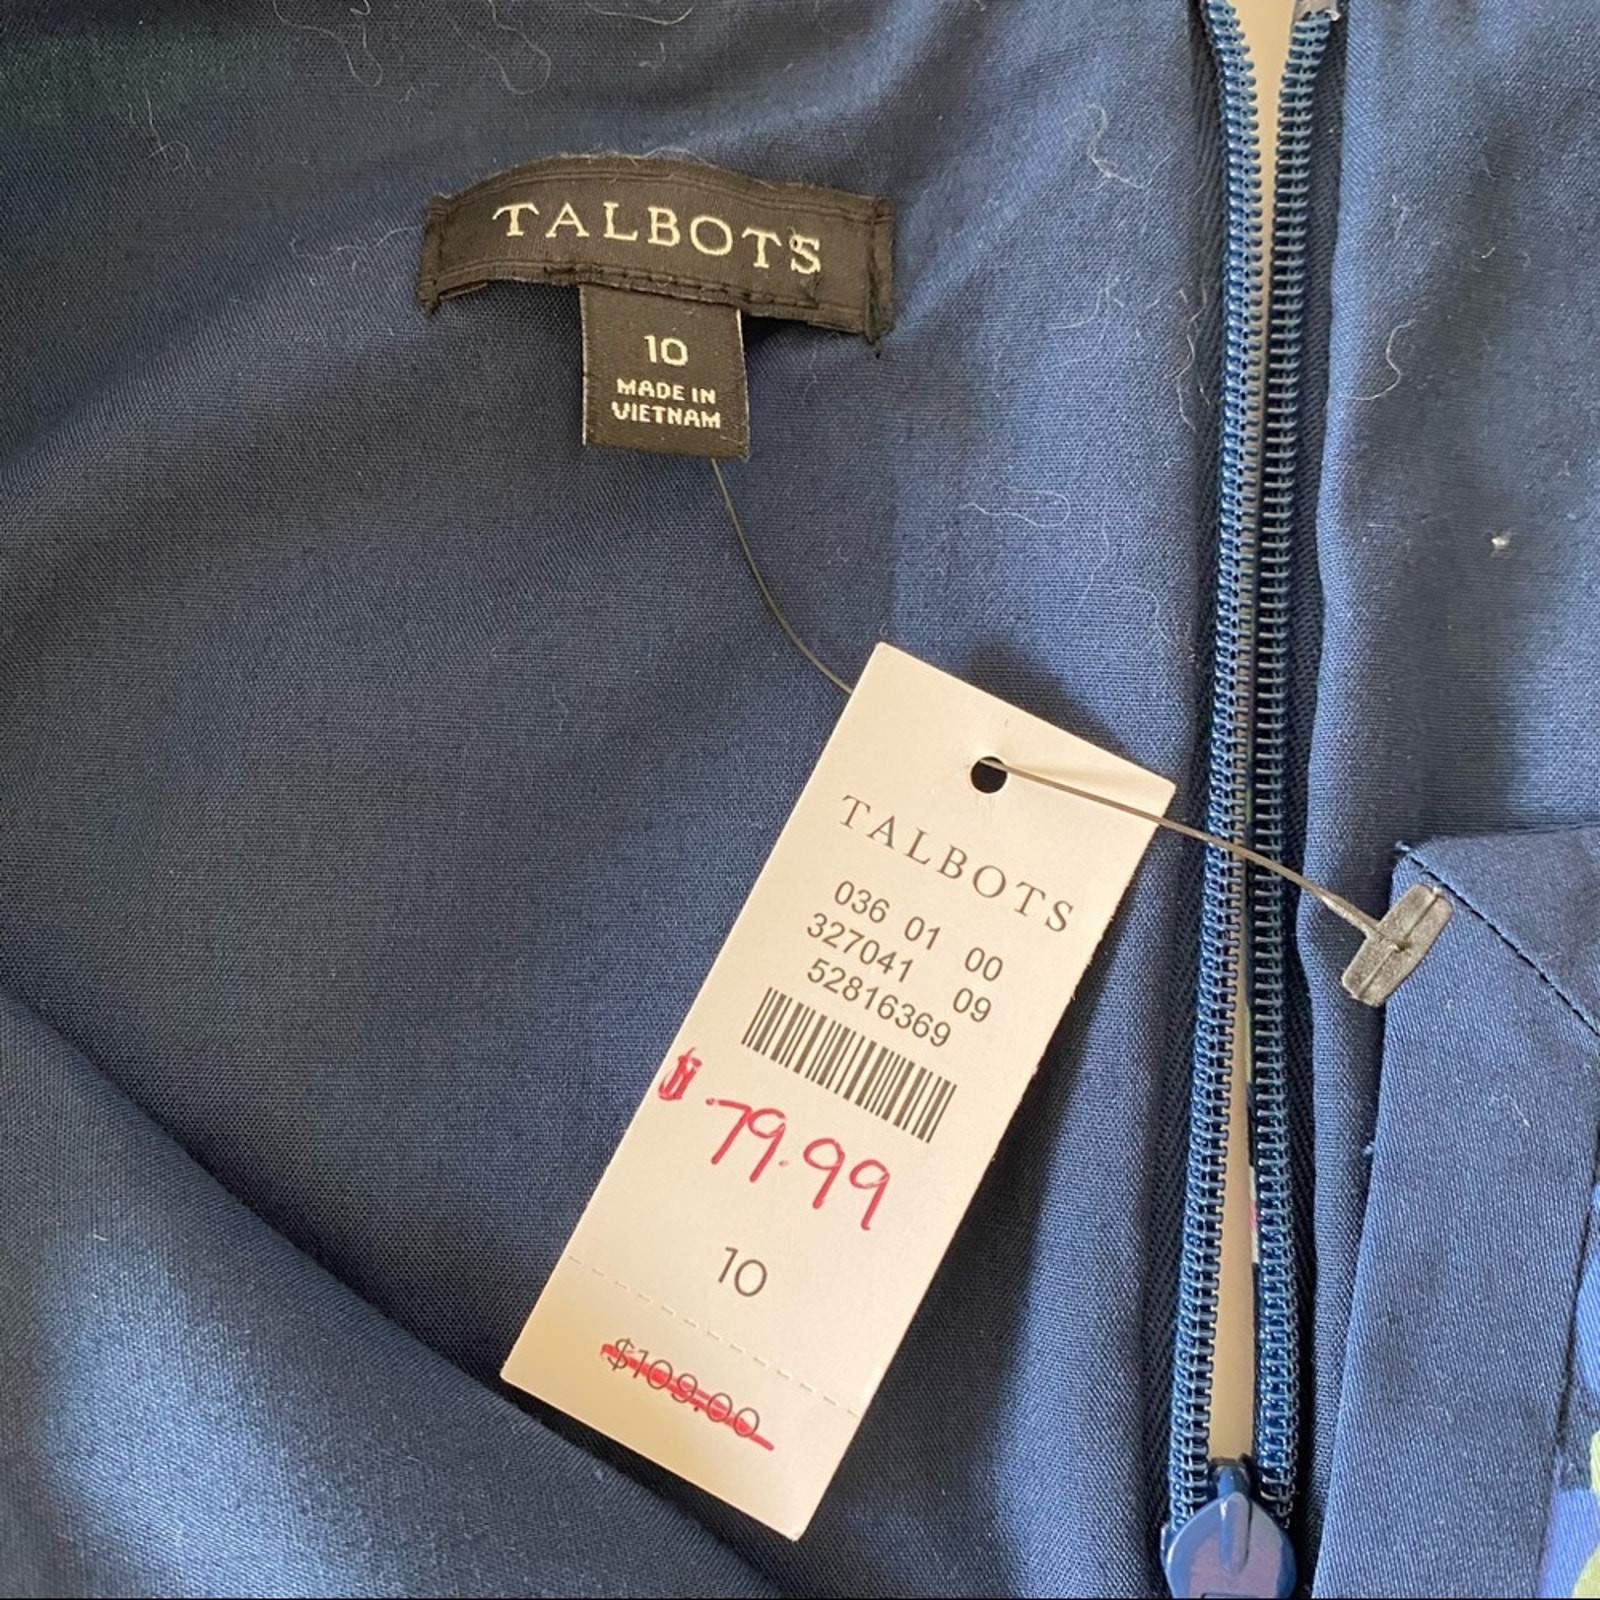 TALBOTS
10
MADE IN
VIETNAM
TALBOTS
036 01 00
327041 09
52816369
$79.99
10
$109.00